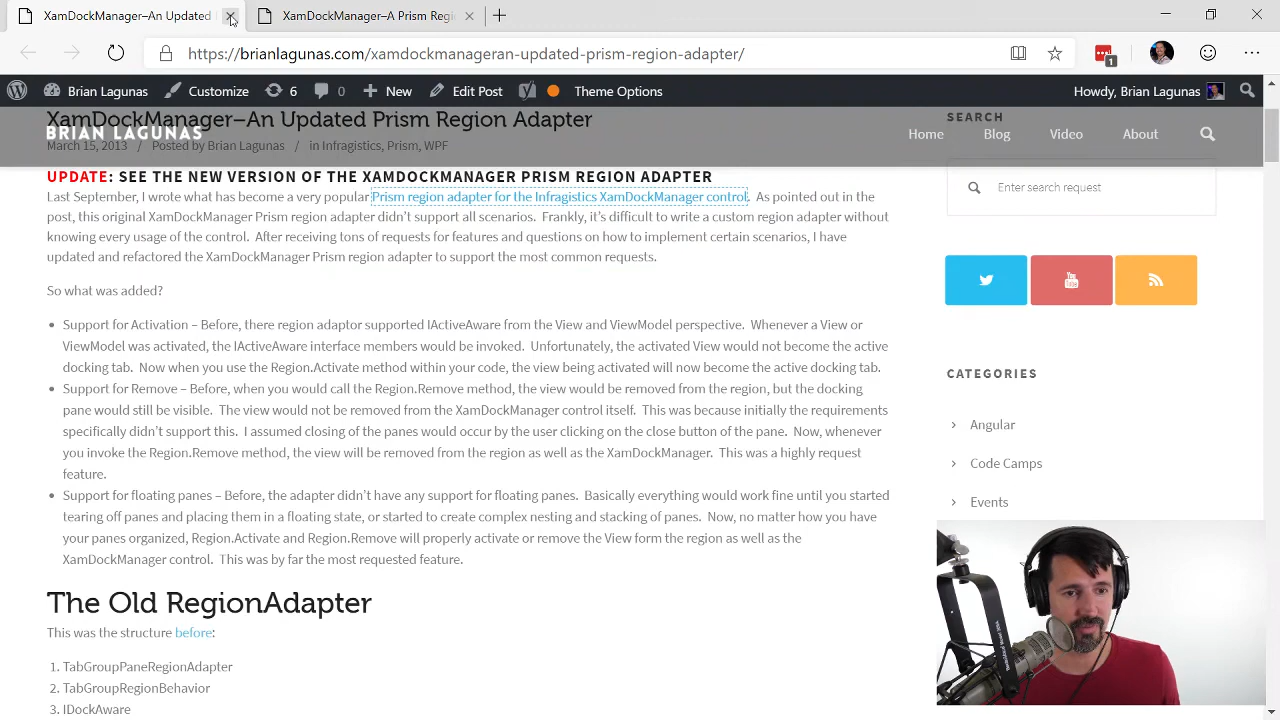 XamDockManager–An Updated
XamDockManager–A Prism Reg
https://brianlagunas.com/xamdockmanageran-updated-prism-region-adapter/
1
Brian Lagunas
Customize
6
0
New
Edit Post
Theme Options
Howdy, Brian Lagunas
XamDockManager–An Updated Prism Region Adapter
BRIAN LAGUNAS
Home
Blog
Video
About
March 15, 2013 / Posted by Brian Lagunas / in Infragistics, Prism, WPF
UPDATE: SEE THE NEW VERSION OF THE XAMDOCKMANAGER PRISM REGION ADAPTER
Last September, I wrote what has become a very popular Prism region adapter for the Infragistics XamDockManager control. As pointed out in the
post, this original XamDockManager Prism region adapter didn't support all scenarios. Frankly, it's difficult to write a custom region adapter without
knowing every usage of the control. After receiving tons of requests for features and questions on how to implement certain scenarios, I have
updated and refactored the XamDockManager Prism region adapter to support the most common requests.
So what was added?
• Support for Activation – Before, there region adaptor supported IActiveAware from the View and ViewModel perspective. Whenever a View or
ViewModel was activated, the IActiveAware interface members would be invoked. Unfortunately, the activated View would not become the active
docking tab. Now when you use the Region.Activate method within your code, the view being activated will now become the active docking tab.
• Support for Remove – Before, when you would call the Region.Remove method, the view would be removed from the region, but the docking
pane would still be visible. The view would not be removed from the XamDockManager control itself. This was because initially the requirements
specifically didn't support this. I assumed closing of the panes would occur by the user clicking on the close button of the pane. Now, whenever
you invoke the Region.Remove method, the view will be removed from the region as well as the XamDockManager. This was a highly request
feature.
• Support for floating panes – Before, the adapter didn't have any support for floating panes. Basically everything would work fine until you started
tearing off panes and placing them in a floating state, or started to create complex nesting and stacking of panes. Now, no matter how you have
your panes organized, Region.Activate and Region.Remove will properly activate or remove the View form the region as well as the
XamDockManager control. This was by far the most requested feature.
The Old RegionAdapter
This was the structure before:
1. TabGroupPaneRegionAdapter
2. TabGroupRegionBehavior
3. IDockAware
SEARCH
Enter search request
You
CATEGORIES
Angular
Code Camps
Events